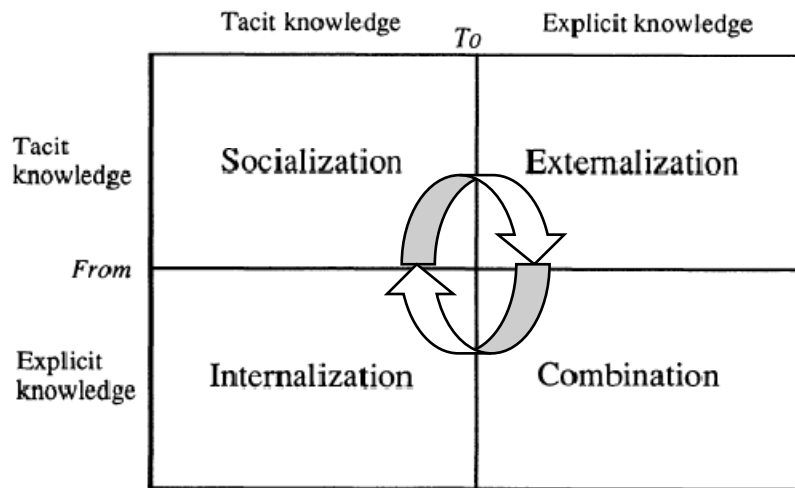 Tacit knowledge
To
Explicit knowledge
Tacit
knowledge
Socialization
Externalization
From
Explicit
knowledge
Internalization
Combination